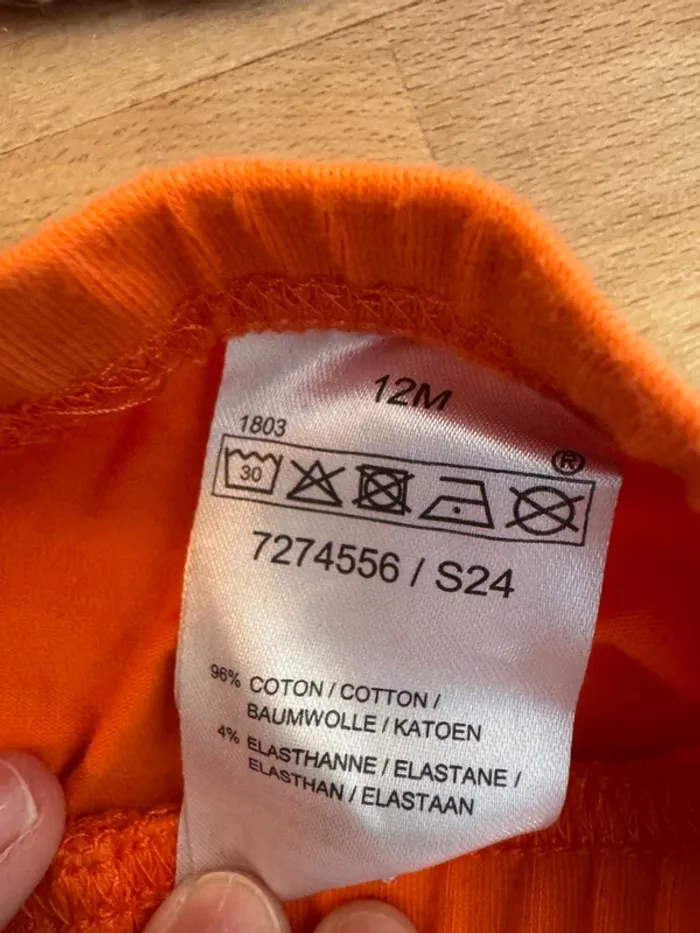 12M
1803
®
30
7274556 / S24
96% COTON / COTTON /
BAUMWOLLE / KATOEN
4% ELASTHANNE / ELASTANE /
ELASTHAN / ELASTAAN